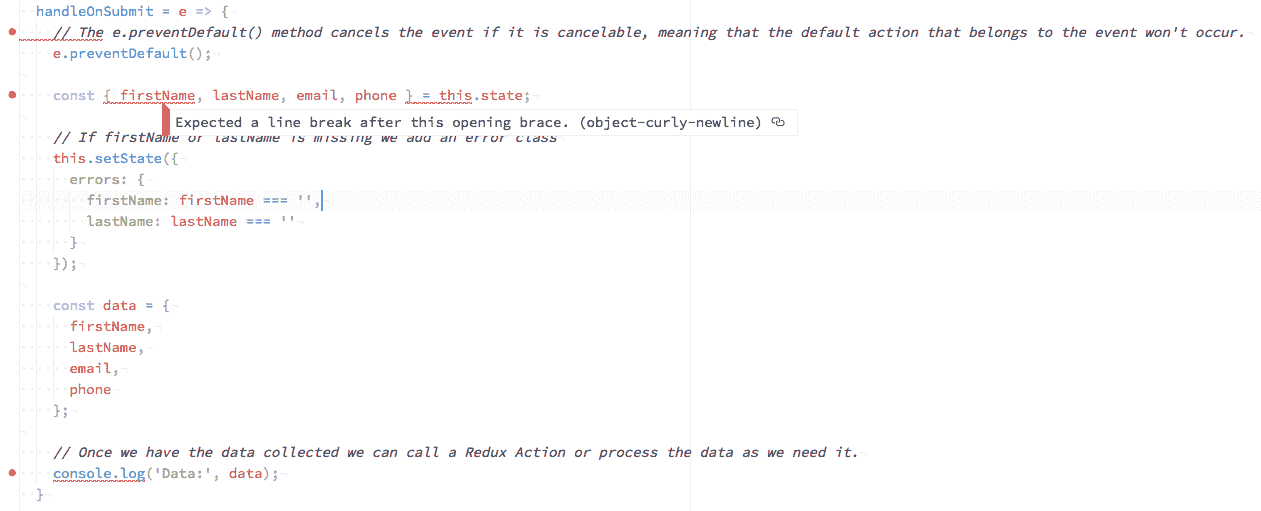 handleOnSubmit = e => {
// The e.preventDefault() method cancels the event if it is cancelable, meaning that the default action that belongs to the event won't occur.
e.preventDefault();
const { firstName, lastName, email, phone } = this.state;
Expected a line break after this opening brace. (object-curly-newline)
// If firstName or lastName is missing we add an error class
this.setState({
errors: {
firstName: firstName === '',
lastName: lastName === ''
}
});
const data = {
firstName,
lastName,
email,
phone
};
// Once we have the data collected we can call a Redux Action or process the data as we need it.
console.log('Data:', data);
}